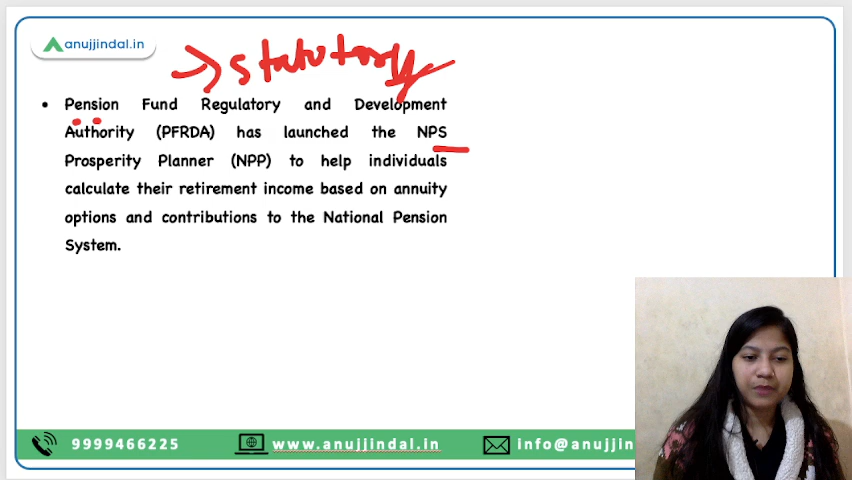 anujjindal.in
→ statutory
• Pension Fund Regulatory and Development
Authority (PFRDA) has launched the NPS
Prosperity Planner (NPP) to help individuals
calculate their retirement income based on annuity
options and contributions to the National Pension
System.
9999466225
www.anujjindal.in
info@anujjin